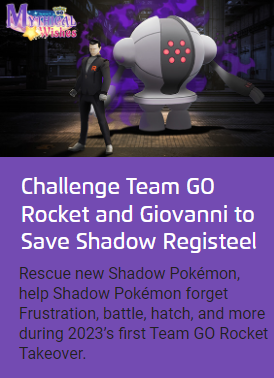 Mythical
Wishes
Challenge Team GO
Rocket and Giovanni to
Save Shadow Registeel
Rescue new Shadow Pokémon,
help Shadow Pokémon forget
Frustration, battle, hatch, and more
during 2023's first Team GO Rocket
Takeover.